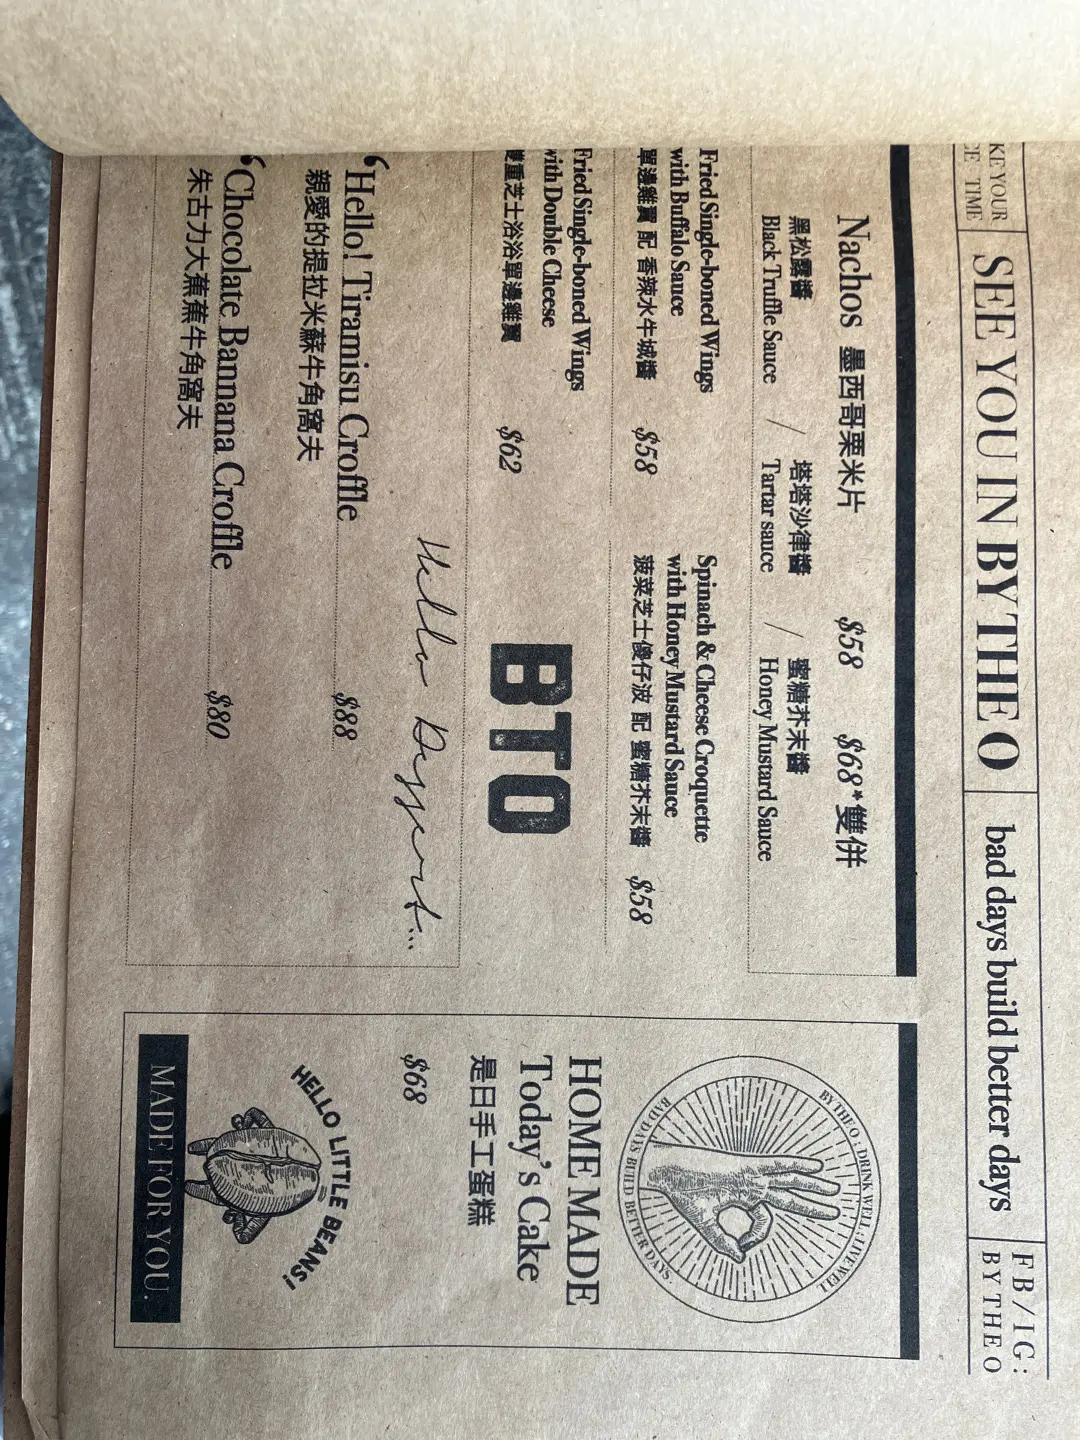 KE YOUR
CE TIME
SEE YOU IN BY THE O
bad days build better days
FB/IG:
BY THE O
Nachos 墨西哥粟米片 $58 $68*雙併
黑松露醬 / 塔塔沙律醬 / 蜜糖芥末醬
Black Truffle Sauce Tartar sauce Honey Mustard Sauce
Fried Single-boned Wings
with Buffalo Sauce
單邊雞翼 配 香辣水牛城醬 $58
Spinach & Cheese Croquette
with Honey Mustard Sauce
菠菜芝士傻仔波 配 蜜糖芥末醬 $58
Fried Single-boned Wings
with Double Cheese
雙重芝士浴浴單邊雞翼 $62
BTO
Hello Dessert...
“Hello! Tiramisu Croffle $88
親愛的提拉米蘇牛角窩夫
“Chocolate Bannana Croffle $80
朱古力大蕉蕉牛角窩夫
BY THE O : DRINK WELL : LIVE WELL
BAD DAYS BUILD BETTER DAYS
HOME MADE
Today's Cake
是日手工蛋糕
$68
HELLO LITTLE BEANS!
MADE FOR YOU.